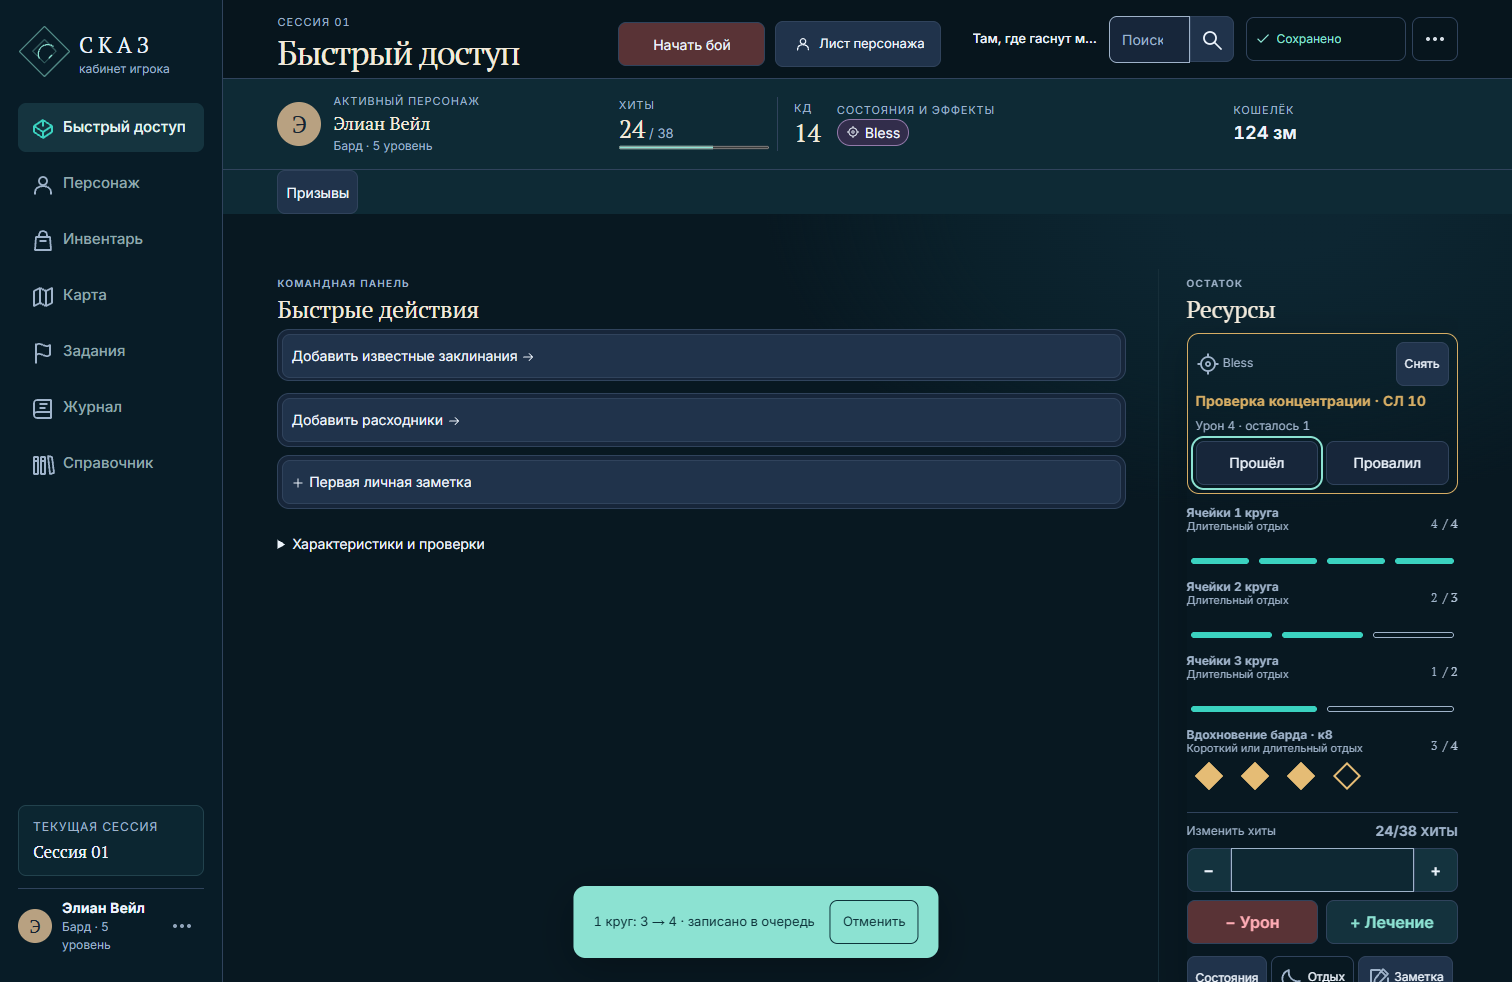 СКАЗ
кабинет игрока
Быстрый доступ
Персонаж
Инвентарь
Карта
Задания
Журнал
Справочник
ТЕКУЩАЯ СЕССИЯ
Сессия 01
Э
Элиан Вейл
Бард · 5
уровень
СЕССИЯ 01
Быстрый доступ
Начать бой
Лист персонажа
Там, где гаснут м...
Поиск
Сохранено
Э
АКТИВНЫЙ ПЕРСОНАЖ
Элиан Вейл
Бард · 5 уровень
ХИТЫ
24 / 38
КД
14
СОСТОЯНИЯ И ЭФФЕКТЫ
Bless
КОШЕЛЁК
124 зм
Призывы
КОМАНДНАЯ ПАНЕЛЬ
Быстрые действия
Добавить известные заклинания →
Добавить расходники →
+ Первая личная заметка
▶ Характеристики и проверки
ОСТАТОК
Ресурсы
Bless
Снять
Проверка концентрации · СЛ 10
Урон 4 · осталось 1
Прошёл
Провалил
Ячейки 1 круга
Длительный отдых
4 / 4
Ячейки 2 круга
Длительный отдых
2 / 3
Ячейки 3 круга
Длительный отдых
1 / 2
Вдохновение барда · к8
Короткий или длительный отдых
3 / 4
Изменить хиты
24/38 ХИТЫ
−
+
− Урон
+ Лечение
Состояния
Отдых
Заметка
1 круг: 3 → 4 · записано в очередь
Отменить